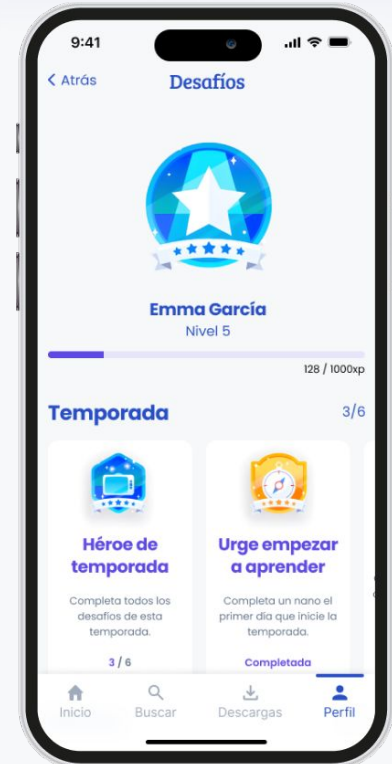 9:41
Atrás
Desafíos
Emma García
Nivel 5
128 / 1000xp
Temporada
3/6
Héroe de
temporada
Completa todos los
desafíos de esta
temporada.
3 / 6
Urge empezar
a aprender
Completa un nano el
primer día que inicie la
temporada.
Completada
Inicio
Buscar
Descargas
Perfil